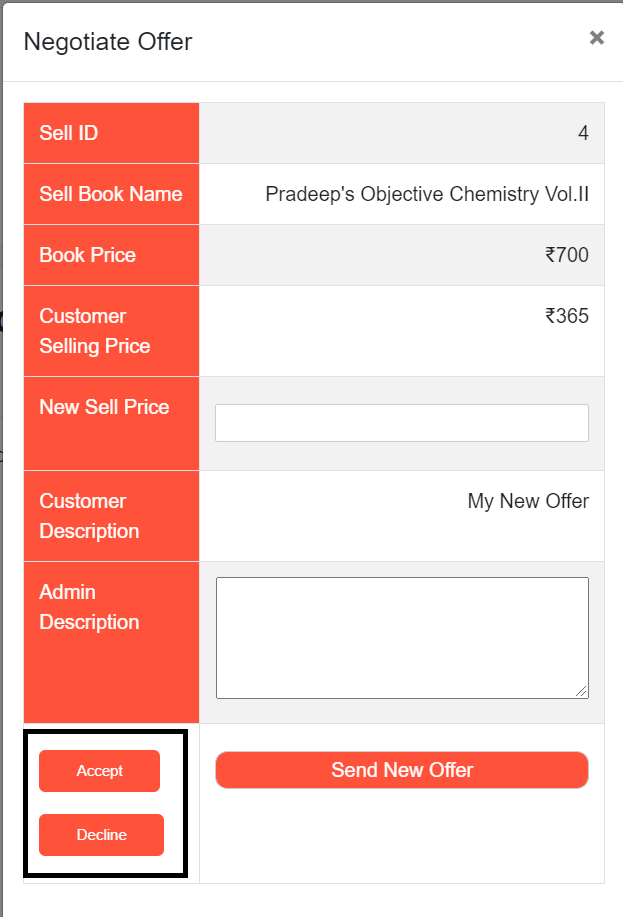 Negotiate Offer ×
Sell ID 4
Sell Book Name Pradeep's Objective Chemistry Vol.II
Book Price ₹700
Customer ₹365
Selling Price
New Sell Price
Customer My New Offer
Description
Admin
Description
Accept Send New Offer
Decline